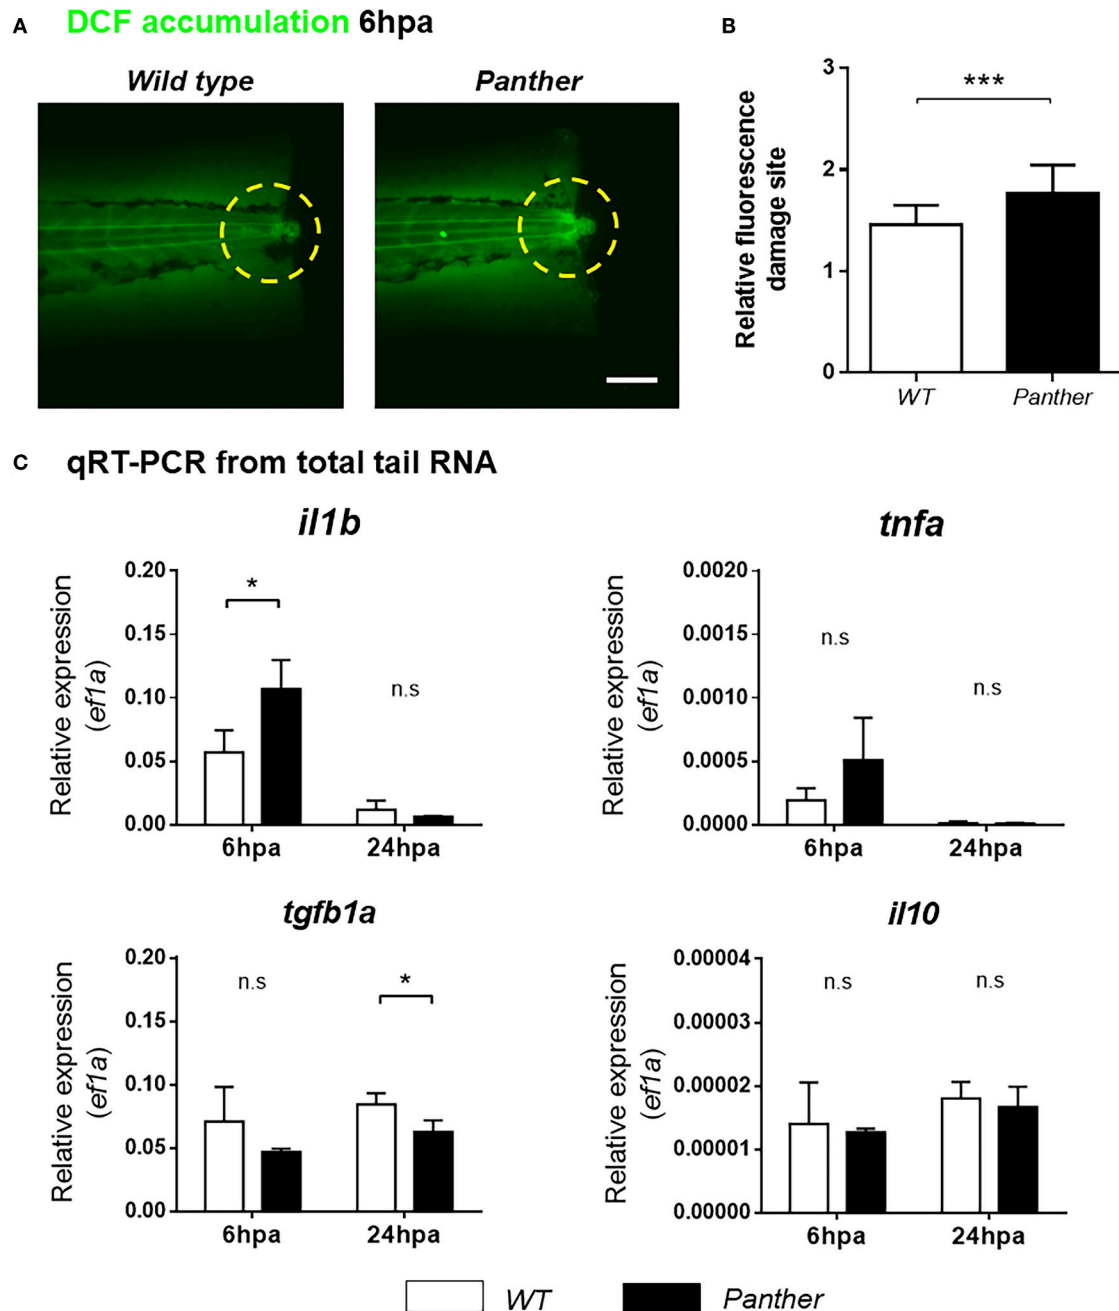 A DCF accumulation 6hpa
Wild type
Panther
B
Relative fluorescence
damage site
3
2
1
0
***
WT
Panther
C qRT-PCR from total tail RNA
il1b
Relative expression
(ef1a)
0.20
0.15
0.10
0.05
0.00
*
n.s
6hpa
24hpa
tnfa
Relative expression
(ef1a)
0.0020
0.0015
0.0010
0.0005
0.0000
n.s
n.s
6hpa
24hpa
tgfb1a
Relative expression
(ef1a)
0.20
0.15
0.10
0.05
0.00
n.s
*
6hpa
24hpa
il10
Relative expression
(ef1a)
0.00004
0.00003
0.00002
0.00001
0.00000
n.s
n.s
6hpa
24hpa
WT
Panther